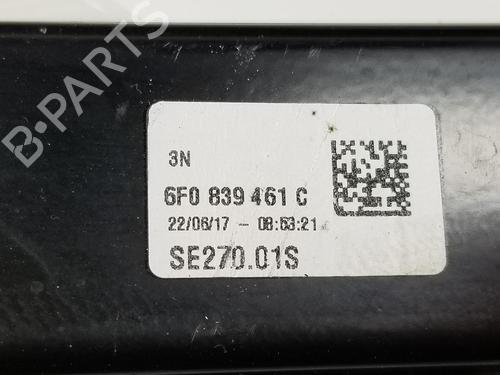 B-PARTS
3N
6F0 839 461 C
22/06/17 - 08:53:21
SE270.01S